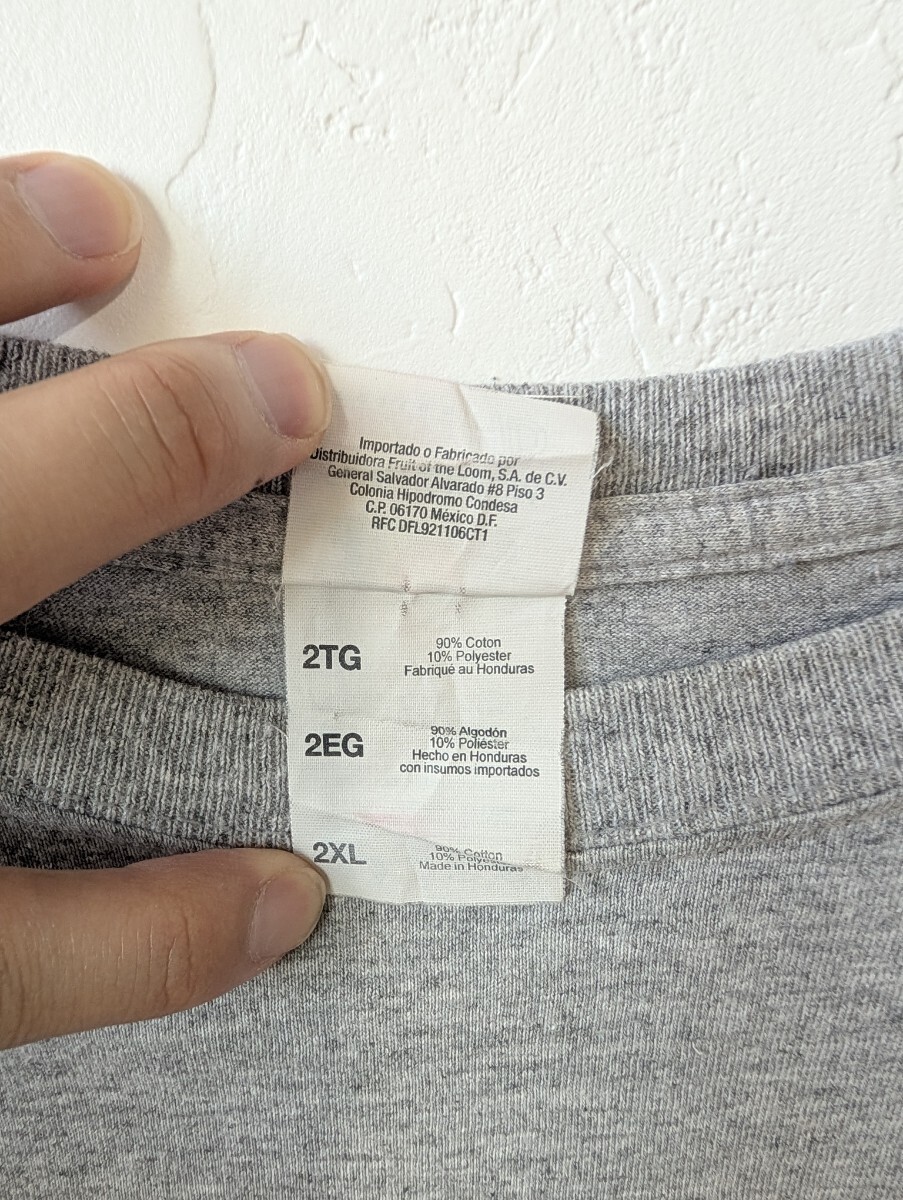 Importado o Fabricado por
Distribuidora Fruit of the Loom, S.A. de C.V.
General Salvador Alvarado #8 Piso 3
Colonia Hipodromo Condesa
C.P. 06170 México D.F.
RFC DFL921106CT1
2TG
90% Coton
10% Polyester
Fabriqué au Honduras
2EG
90% Algodón
10% Poliéster
Hecho en Honduras
con insumos importados
2XL
90% Cotton
10% Polyester
Made in Honduras